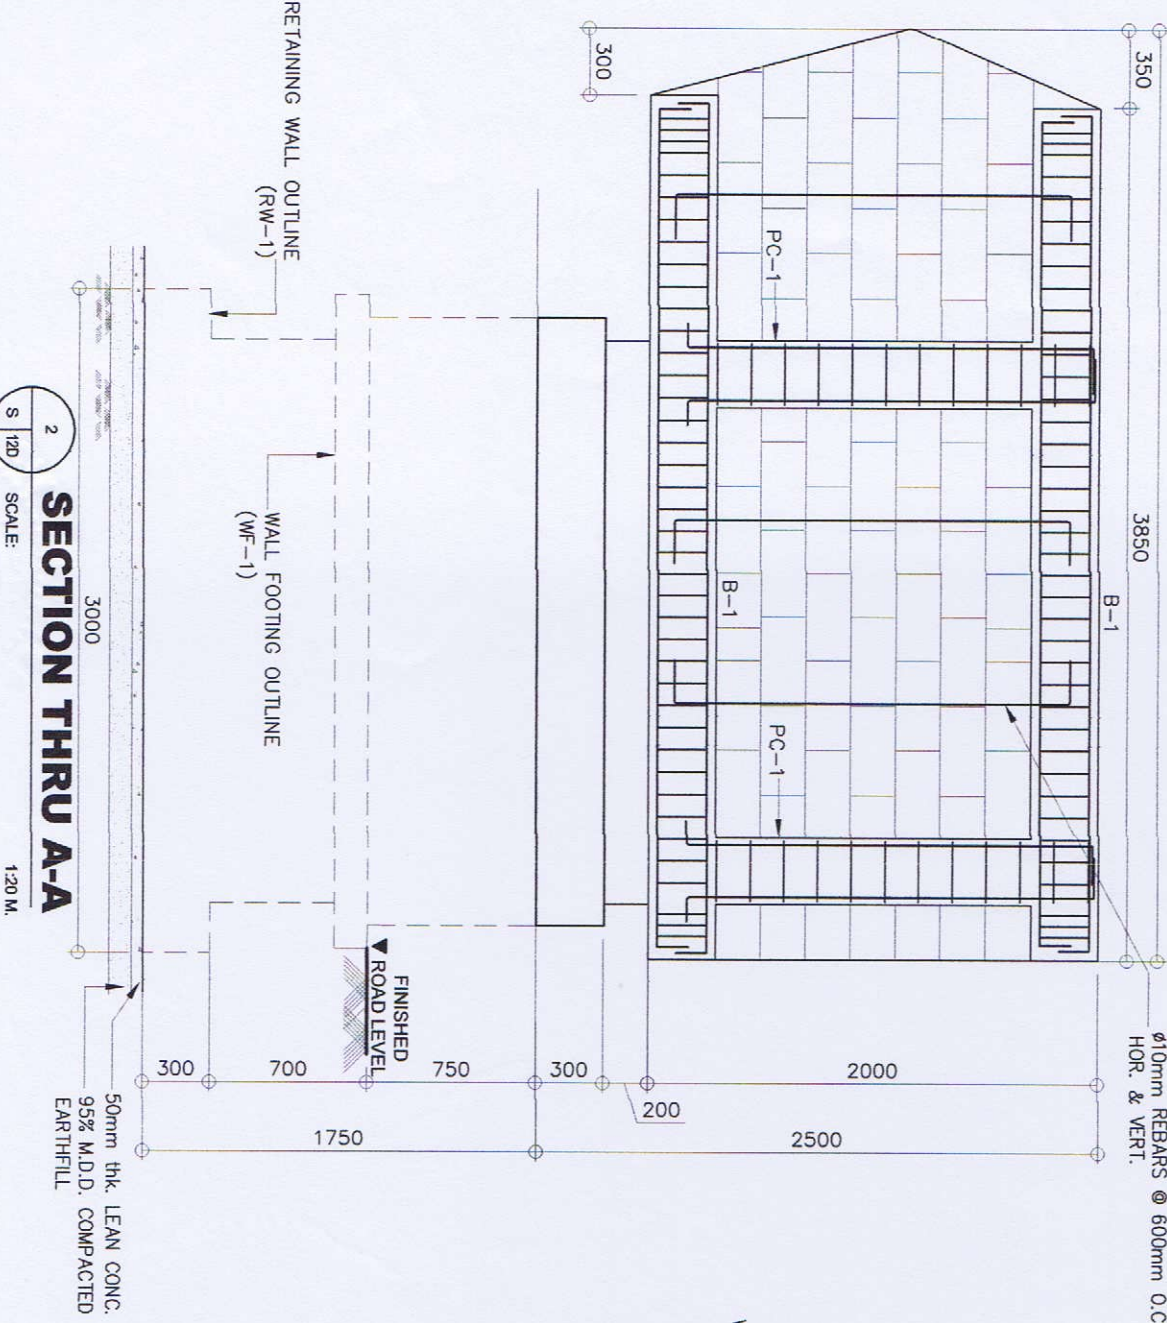 300
350
3850
B-1
ø10mm REBARS @ 600mm O.C
HOR. & VERT.
PC-1
B-1
PC-1
RETAINING WALL OUTLINE
(RW-1)
WALL FOOTING OUTLINE
(WF-1)
FINISHED
ROAD LEVEL
300
700
750
300
200
2000
1750
2500
3000
50mm thk. LEAN CONC.
95% M.D.D. COMPACTED
EARTHFILL
2
S 12D
SECTION THRU A-A
SCALE:
1:20 M.